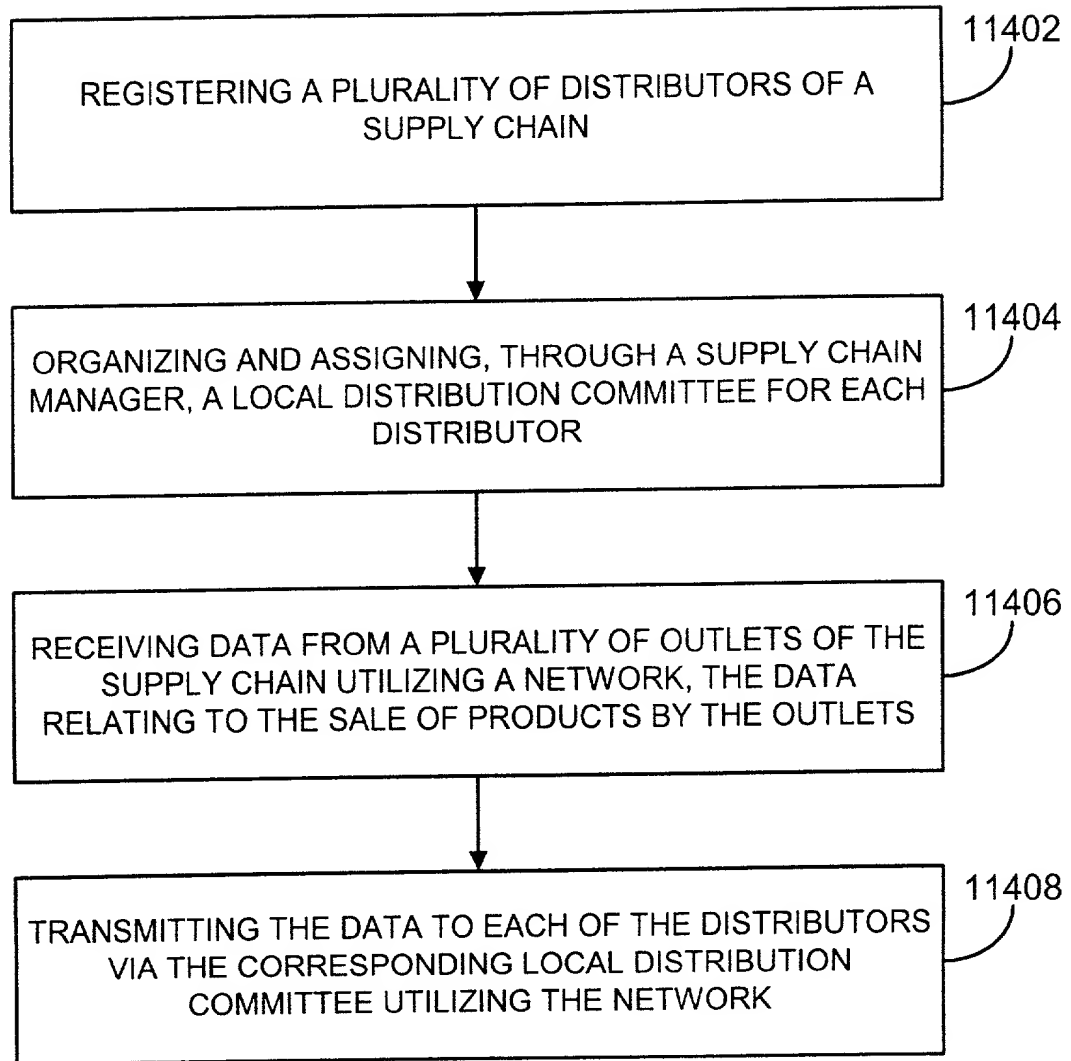 11402
REGISTERING A PLURALITY OF DISTRIBUTORS OF A
SUPPLY CHAIN
11404
ORGANIZING AND ASSIGNING, THROUGH A SUPPLY CHAIN
MANAGER, A LOCAL DISTRIBUTION COMMITTEE FOR EACH
DISTRIBUTOR
11406
RECEIVING DATA FROM A PLURALITY OF OUTLETS OF THE
SUPPLY CHAIN UTILIZING A NETWORK, THE DATA
RELATING TO THE SALE OF PRODUCTS BY THE OUTLETS
11408
TRANSMITTING THE DATA TO EACH OF THE DISTRIBUTORS
VIA THE CORRESPONDING LOCAL DISTRIBUTION
COMMITTEE UTILIZING THE NETWORK